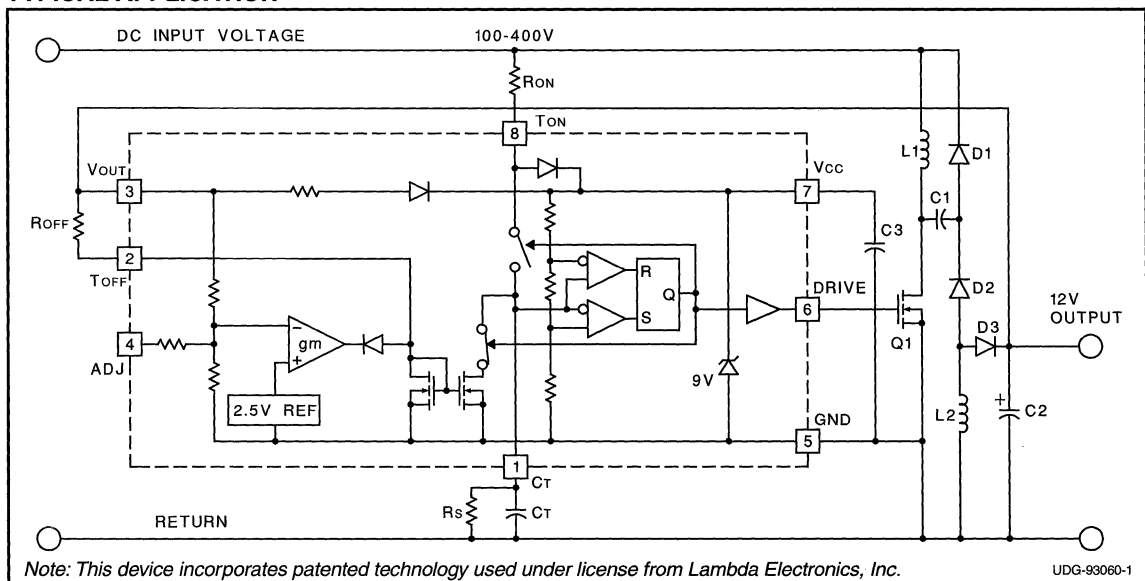 DC INPUT VOLTAGE
100-400V
RON
TON
8
VOUT
3
VCC
7
L1
D1
C1
ROFF
C3
2
TOFF
R
Q
S
DRIVE
6
D2
12V
OUTPUT
4
ADJ
−
gm
+
Q1
D3
9V
2.5V REF
L2
+
C2
GND
5
1
CT
RS
CT
RETURN
Note: This device incorporates patented technology used under license from Lambda Electronics, Inc.
UDG-93060-1